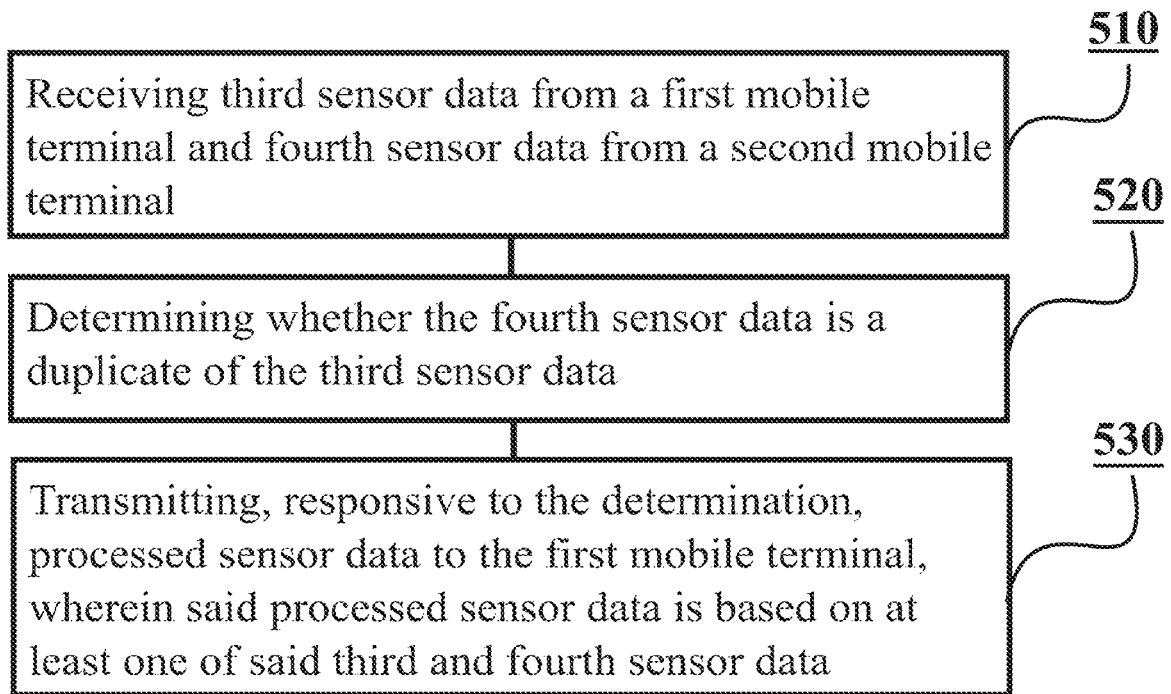 510
Receiving third sensor data from a first mobile
terminal and fourth sensor data from a second mobile
terminal
520
Determining whether the fourth sensor data is a
duplicate of the third sensor data
530
Transmitting, responsive to the determination,
processed sensor data to the first mobile terminal,
wherein said processed sensor data is based on at
least one of said third and fourth sensor data